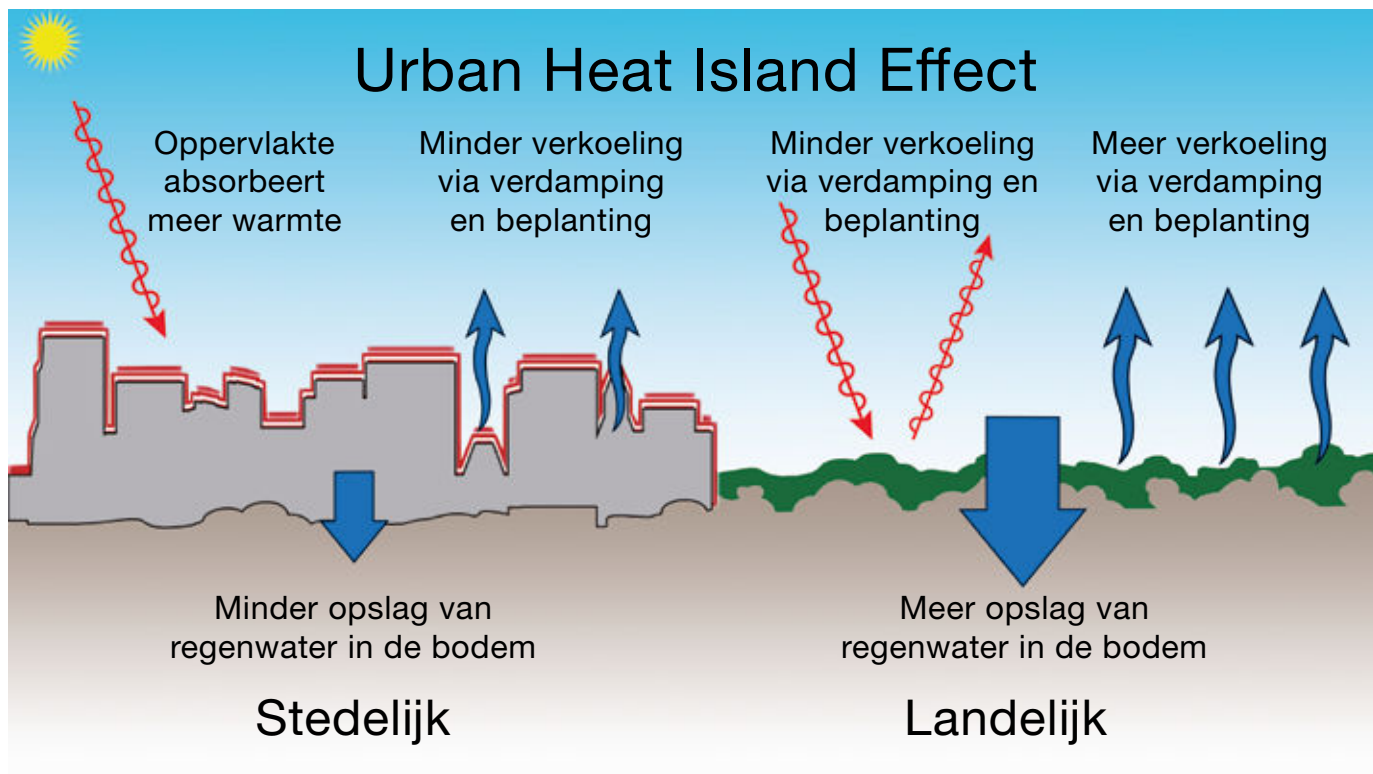 Urban Heat Island Effect
Oppervlakte
absorbeert
meer warmte
Minder verkoeling
via verdamping
en beplanting
Minder verkoeling
via verdamping en
beplanting
Meer verkoeling
via verdamping
en beplanting
Minder opslag van
regenwater in de bodem
Meer opslag van
regenwater in de bodem
Stedelijk
Landelijk